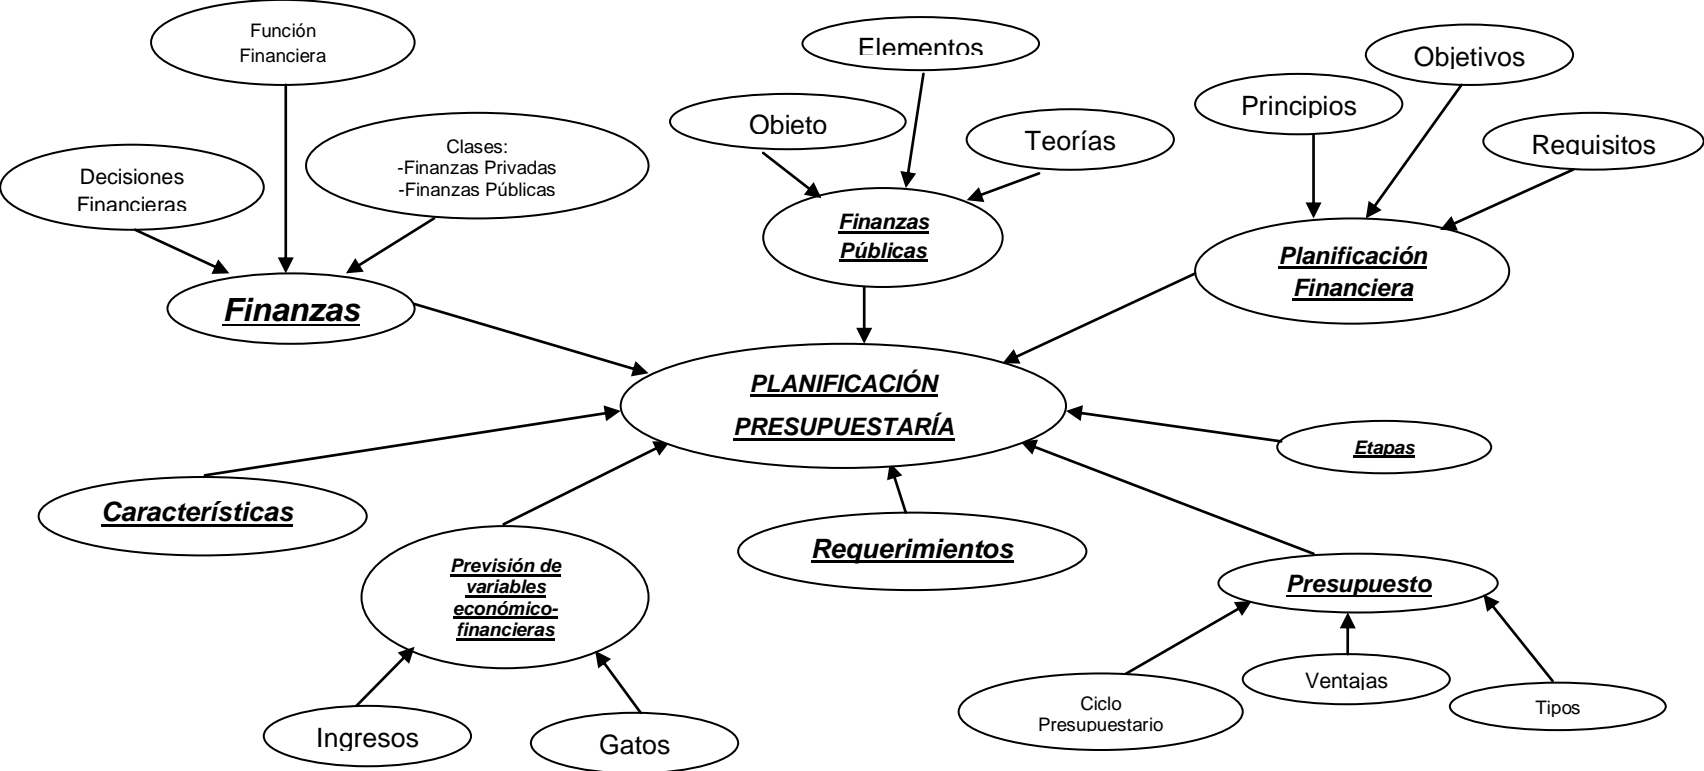 Función
Financiera
Elementos
Objetivos
Principios
Objeto
Teorías
Requisitos
Clases:
-Finanzas Privadas
-Finanzas Públicas
Decisiones
Financieras
Finanzas
Públicas
Planificación
Financiera
Finanzas
PLANIFICACIÓN
PRESUPUESTARÍA
Etapas
Características
Requerimientos
Previsión de
variables
económico-
financieras
Presupuesto
Ingresos
Gatos
Ciclo
Presupuestario
Ventajas
Tipos